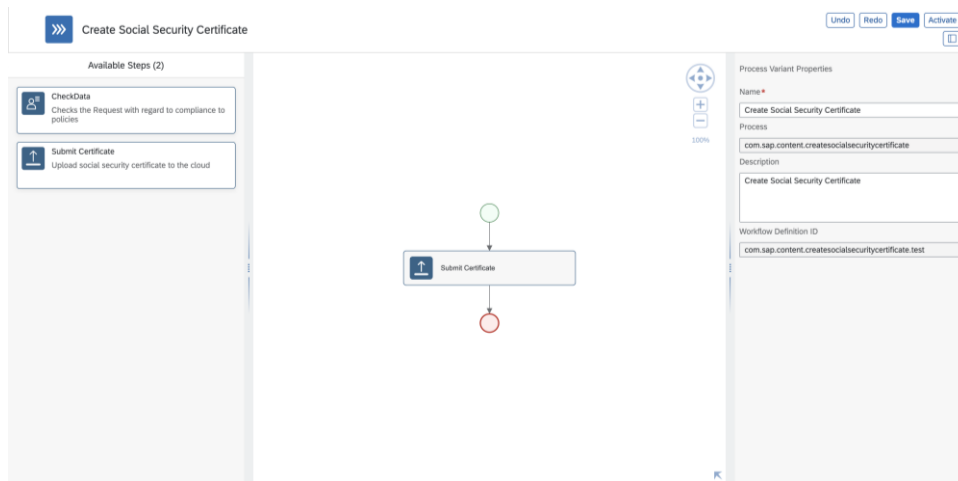 Create Social Security Certificate
Undo
Redo
Save
Activate
Available Steps (2)
CheckData
Checks the Request with regard to compliance to
policies
Submit Certificate
Upload social security certificate to the cloud
100%
Submit Certificate
Process Variant Properties
Name*
Create Social Security Certificate
Process
com.sap.content.createsocialsecuritycertificate
Description
Create Social Security Certificate
Workflow Definition ID
com.sap.content.createsocialsecuritycertificate.test